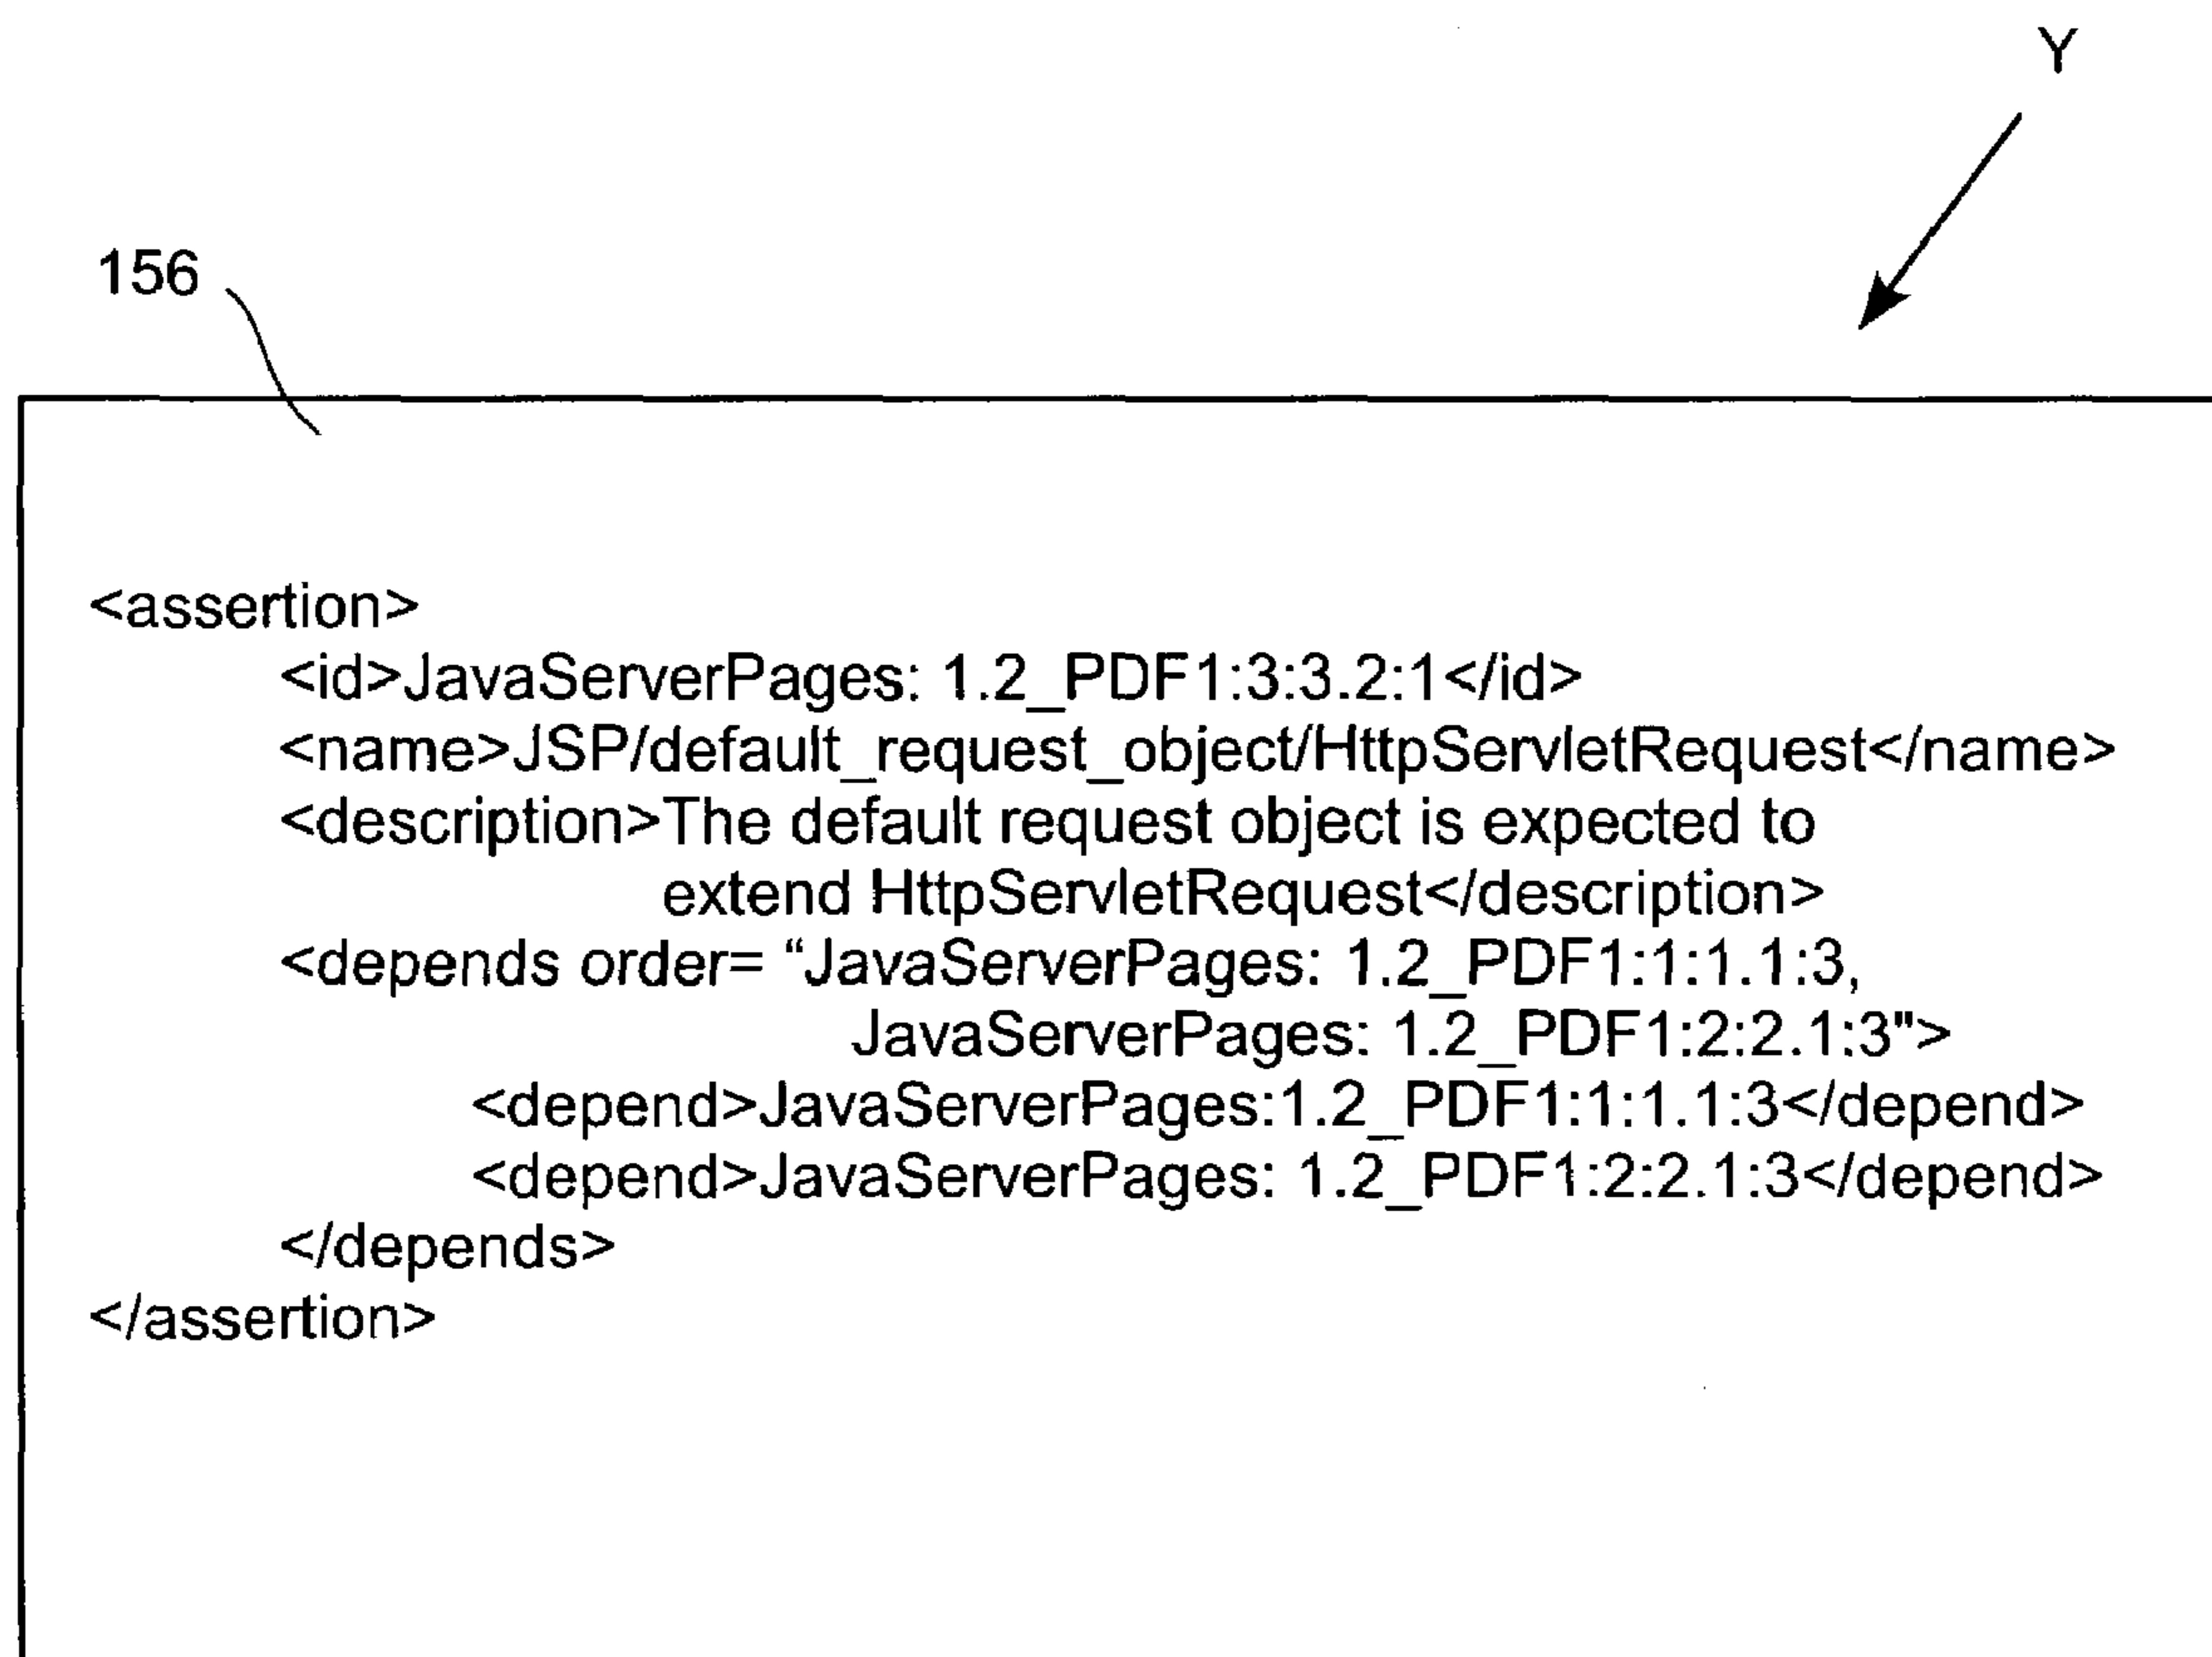 Y
156
<assertion>
<id>JavaServerPages: 1.2_PDF1:3:3.2:1</id>
<name>JSP/default_request_object/HttpServletRequest</name>
<description>The default request object is expected to
extend HttpServletRequest</description>
<depends order= “JavaServerPages: 1.2_PDF1:1:1.1:3,
JavaServerPages: 1.2_PDF1:2:2.1:3">
<depend>JavaServerPages:1.2_PDF1:1:1.1:3</depend>
<depend>JavaServerPages: 1.2_PDF1:2:2.1:3</depend>
</depends>
</assertion>